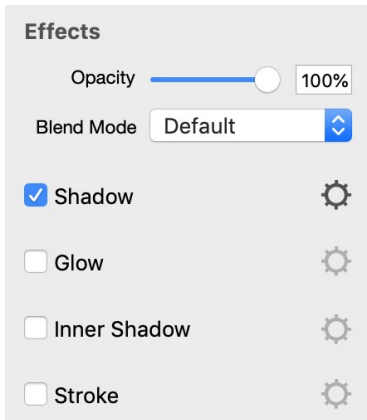 Effects
Opacity 100%
Blend Mode Default
Shadow
Glow
Inner Shadow
Stroke